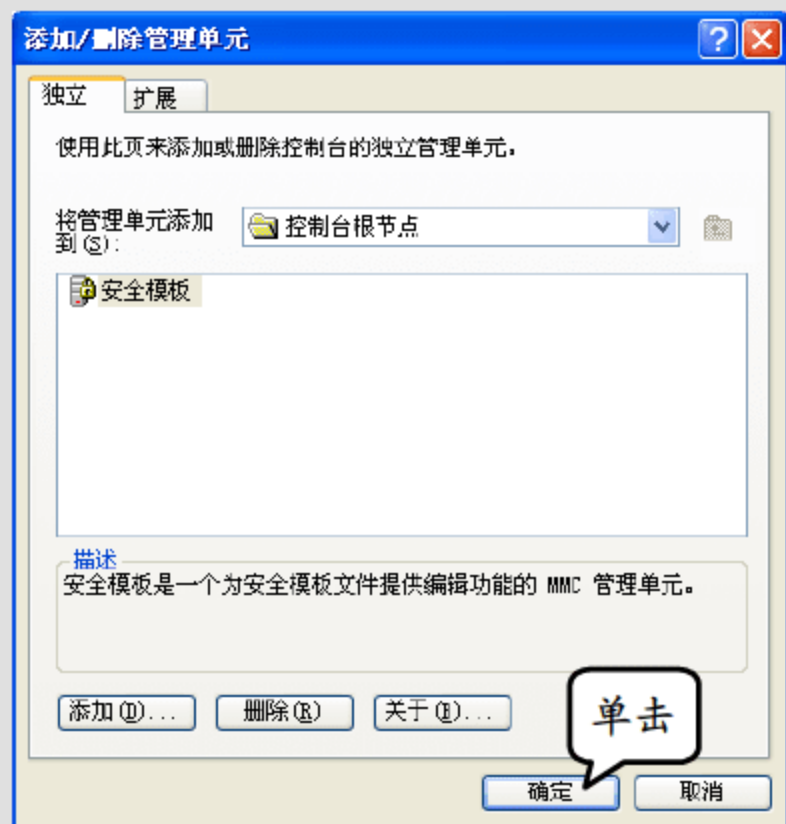 添加/删除管理单元
独立
扩展
使用此页来添加或删除控制台的独立管理单元。
将管理单元添加
到(S):
控制台根节点
安全模板
描述
安全模板是一个为安全模板文件提供编辑功能的 MMC 管理单元。
添加(D)...
删除(R)
关于(B)...
单击
确定
取消